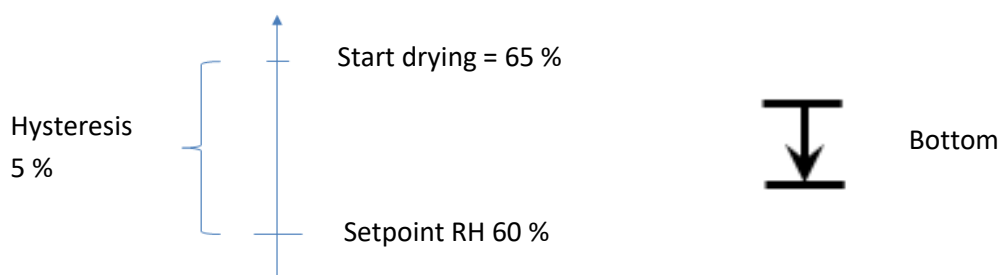 Start drying = 65 %
Hysteresis
5 %
Bottom
Setpoint RH 60 %